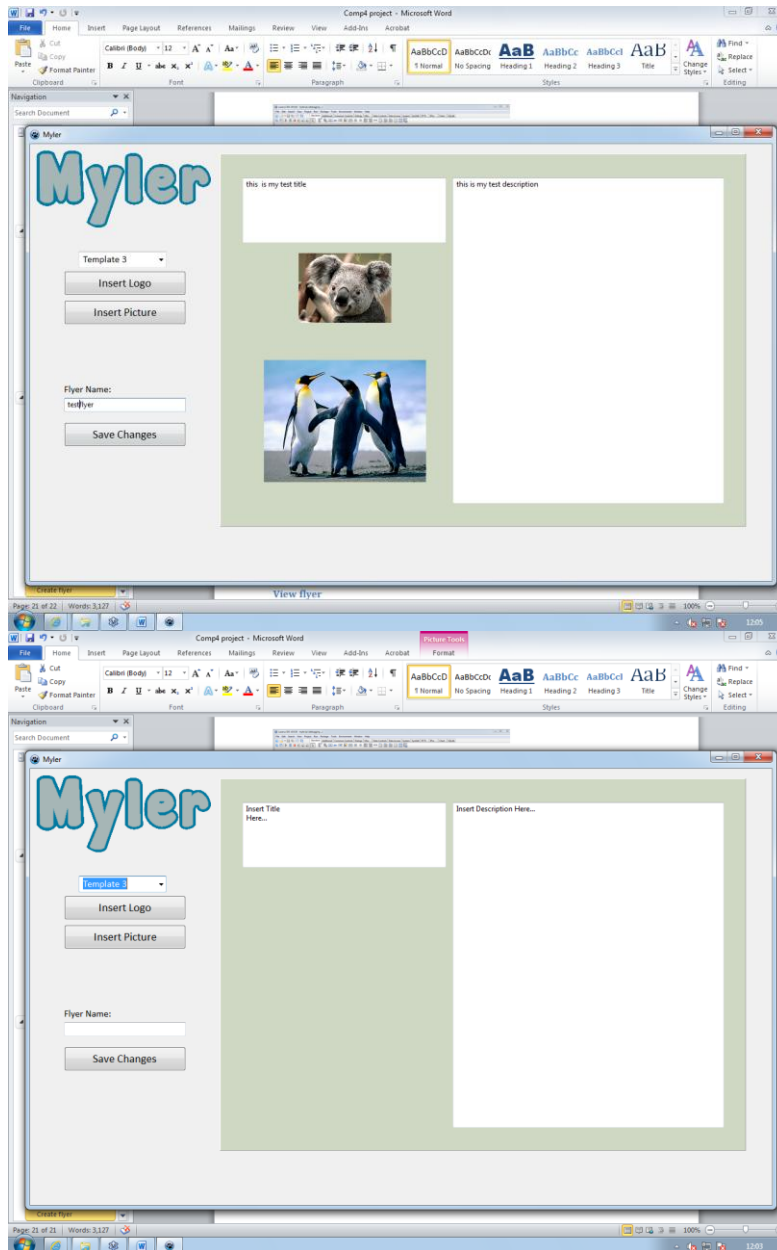 Comp4 project - Microsoft Word
File Home Insert Page Layout References Mailings Review View Add-Ins Acrobat
Cut
Copy
Paste
Format Painter
Calibri (Body) 12
Clipboard Font Paragraph Styles Editing
AaBbCcD AaBbCcDc AaB AaBbCc AaBbCcI AaB
¶ Normal No Spacing Heading 1 Heading 2 Heading 3 Title
Change Styles
Find
Replace
Select
Navigation
Search Document
Myler
Myler
Template 3
Insert Logo
Insert Picture
Flyer Name:
testflyer
Save Changes
this is my test title
this is my test description
Create flyer
View flyer
Page: 21 of 22 Words: 3,127 100%
12:05
Comp4 project - Microsoft Word
Picture Tools
File Home Insert Page Layout References Mailings Review View Add-Ins Acrobat Format
Cut
Copy
Paste
Format Painter
Calibri (Body) 12
Clipboard Font Paragraph Styles Editing
AaBbCcD AaBbCcDc AaB AaBbCc AaBbCcI AaB
¶ Normal No Spacing Heading 1 Heading 2 Heading 3 Title
Change Styles
Find
Replace
Select
Navigation
Search Document
Myler
Myler
Template 3
Insert Logo
Insert Picture
Flyer Name:
Save Changes
Insert Title
Here...
Insert Description Here...
Create flyer
Page: 21 of 21 Words: 3,127 100%
12:03